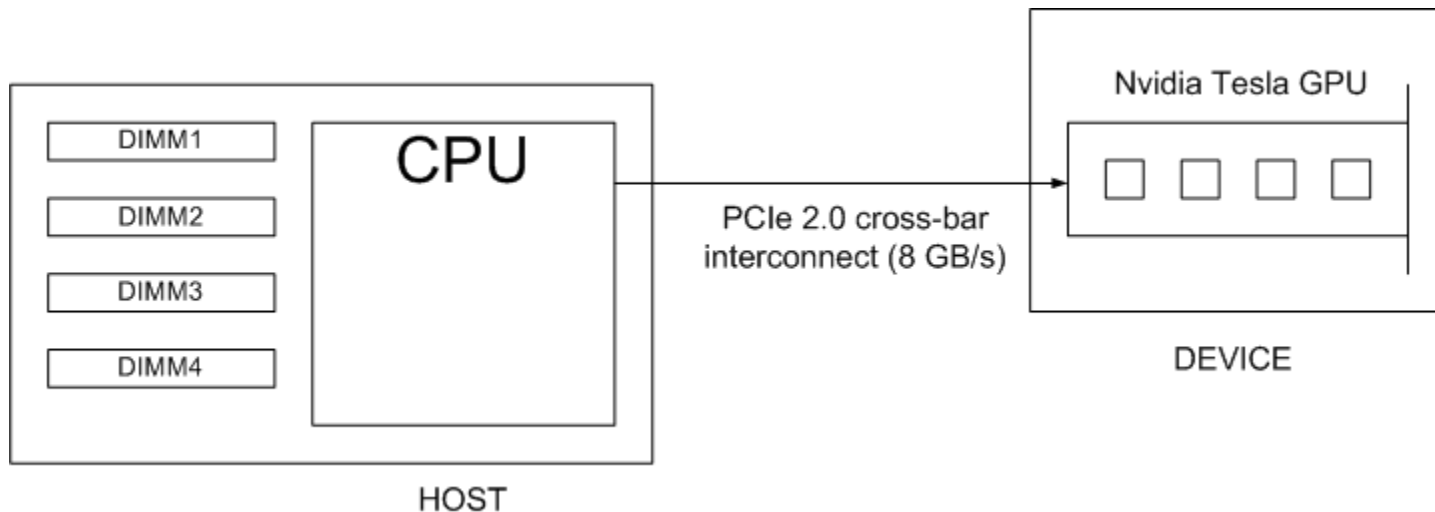 Nvidia Tesla GPU
DIMM1
CPU
DIMM2
PCIe 2.0 cross-bar
interconnect (8 GB/s)
DIMM3
DIMM4
DEVICE
HOST